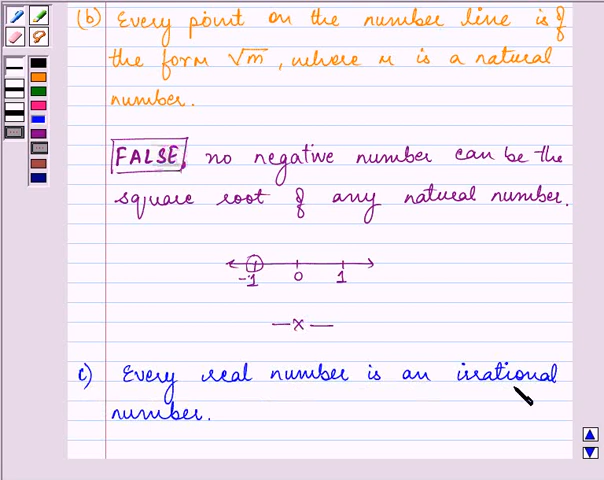 (b) Every point on the number line is of
the form √m, where m is a natural
number.
FALSE, no negative number can be the
square root of any natural number.
-1 0 1
—x—
c) Every real number is an irrational
number.